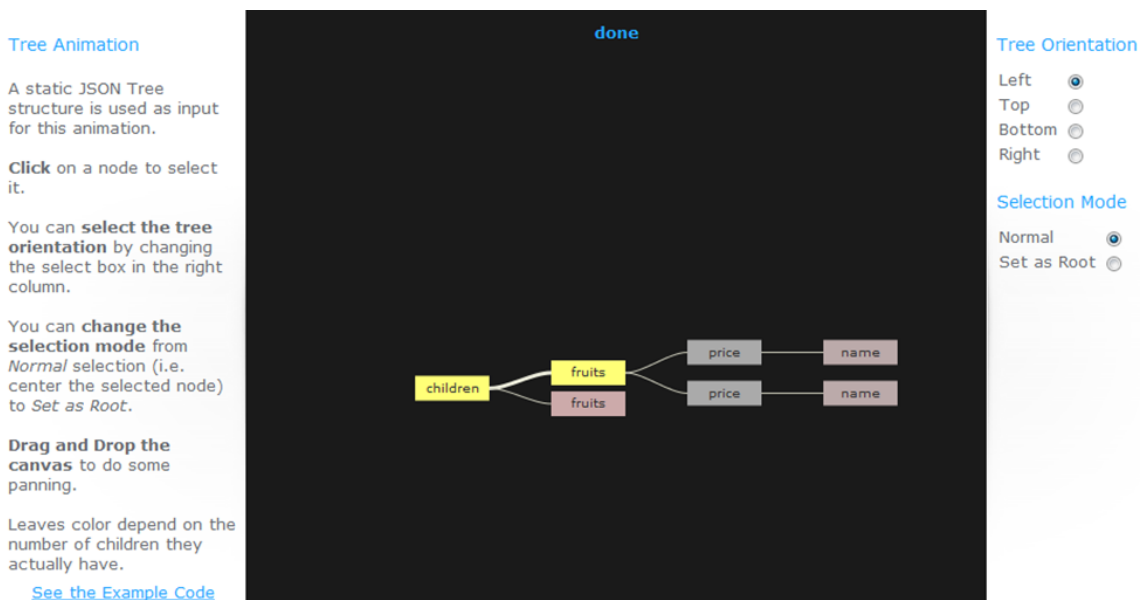 Tree Animation
A static JSON Tree
structure is used as input
for this animation.
Click on a node to select
it.
You can select the tree
orientation by changing
the select box in the right
column.
You can change the
selection mode from
Normal selection (i.e.
center the selected node)
to Set as Root.
Drag and Drop the
canvas to do some
panning.
Leaves color depend on the
number of children they
actually have.
See the Example Code
done
children
fruits
fruits
price
name
price
name
Tree Orientation
Left
Top
Bottom
Right
Selection Mode
Normal
Set as Root